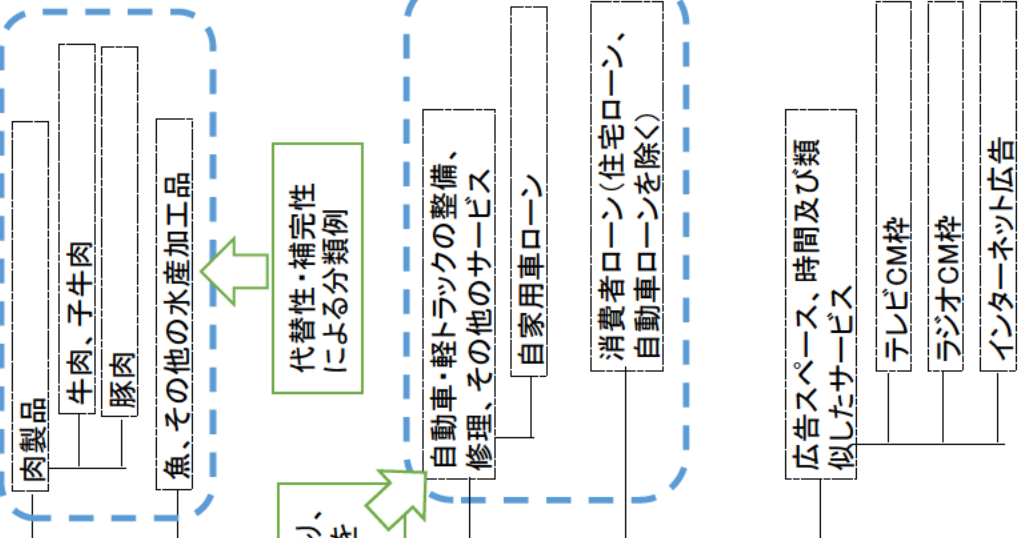 肉製品
牛肉、子牛肉
豚肉
魚、その他の水産加工品
代替性・補完性
による分類例
り、
を
自動車・軽トラックの整備、
修理、その他のサービス
自家用車ローン
消費者ローン(住宅ローン、
自動車ローンを除く)
広告スペース、時間及び類
似したサービス
テレビCM枠
ラジオCM枠
インターネット広告